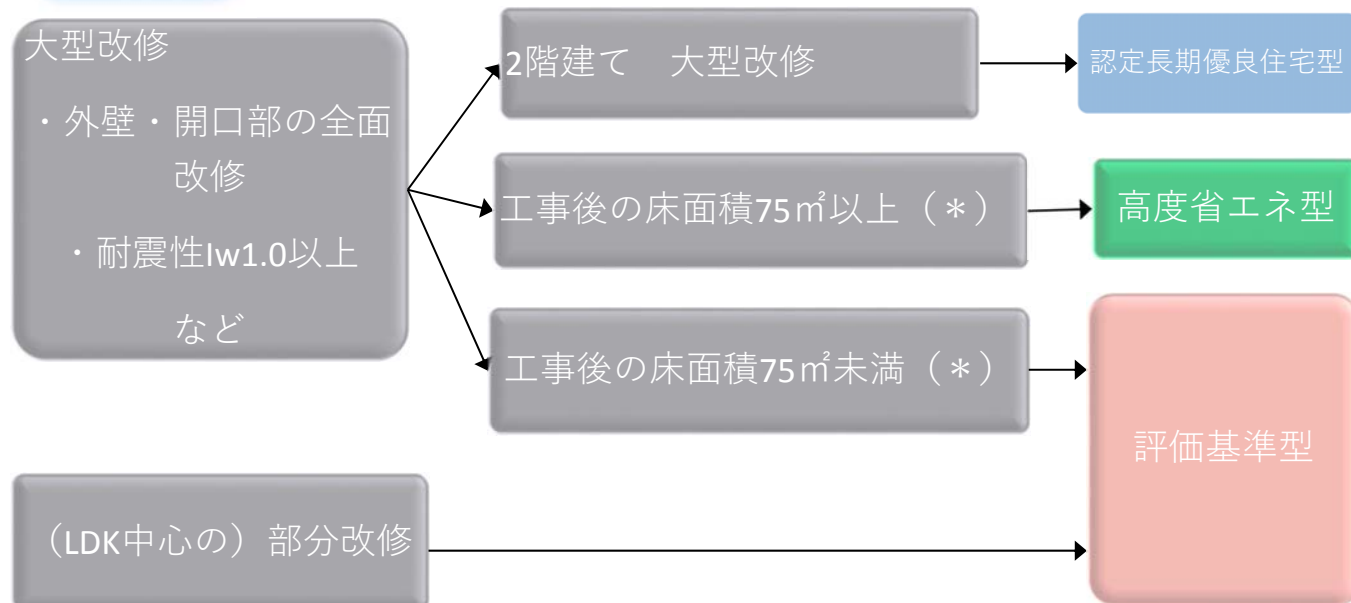 大型改修
・外壁・開口部の全面
改修
・耐震性Iw1.0以上
など
2階建て　大型改修
認定長期優良住宅型
工事後の床面積75㎡以上（＊）
高度省エネ型
工事後の床面積75㎡未満（＊）
評価基準型
（LDK中心の）部分改修